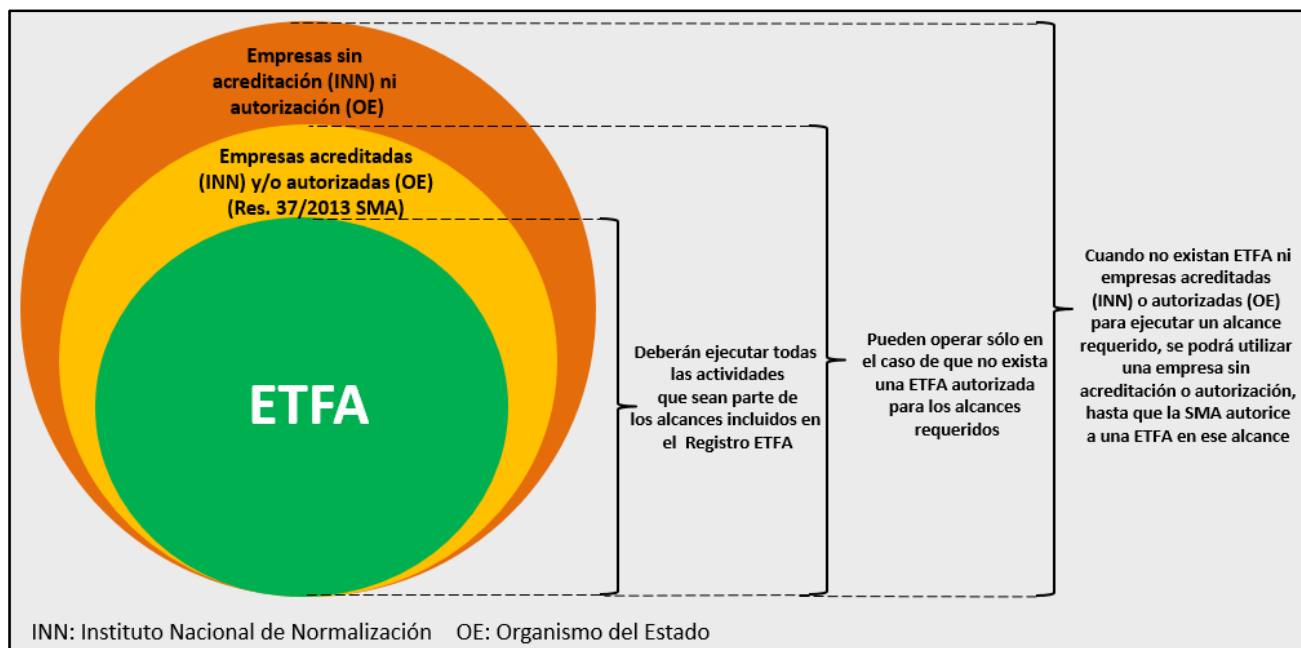 Empresas sin
acreditación (INN) ni
autorización (OE)
Empresas acreditadas
(INN) y/o autorizadas (OE)
(Res. 37/2013 SMA)
ETFA
Deberán ejecutar todas
las actividades
que sean parte de
los alcances incluidos en
el Registro ETFA
Pueden operar sólo en
el caso de que no exista
una ETFA autorizada
para los alcances
requeridos
Cuando no existan ETFA ni
empresas acreditadas
(INN) o autorizadas (OE)
para ejecutar un alcance
requerido, se podrá utilizar
una empresa sin
acreditación o autorización,
hasta que la SMA autorice
a una ETFA en ese alcance
INN: Instituto Nacional de Normalización OE: Organismo del Estado